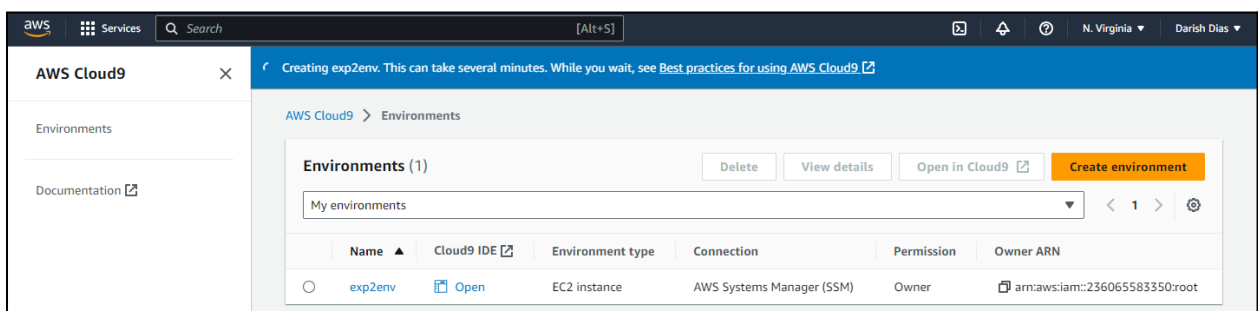 aws Services Search [Alt+S] N. Virginia Darish Dias
AWS Cloud9
Creating exp2env. This can take several minutes. While you wait, see Best practices for using AWS Cloud9
Environments
Documentation
AWS Cloud9 > Environments
Environments (1) Delete View details Open in Cloud9 Create environment
My environments 1
Name Cloud9 IDE Environment type Connection Permission Owner ARN
exp2env Open EC2 instance AWS Systems Manager (SSM) Owner arn:aws:iam::236065583350:root